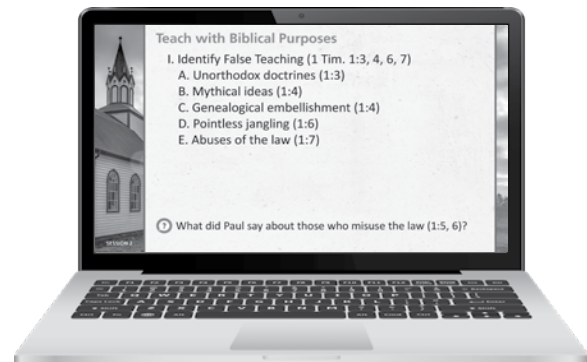 Teach with Biblical Purposes
I. Identify False Teaching (1 Tim. 1:3, 4, 6, 7)
A. Unorthodox doctrines (1:3)
B. Mythical ideas (1:4)
C. Genealogical embellishment (1:4)
D. Pointless jangling (1:6)
E. Abuses of the law (1:7)
? What did Paul say about those who misuse the law (1:5, 6)?